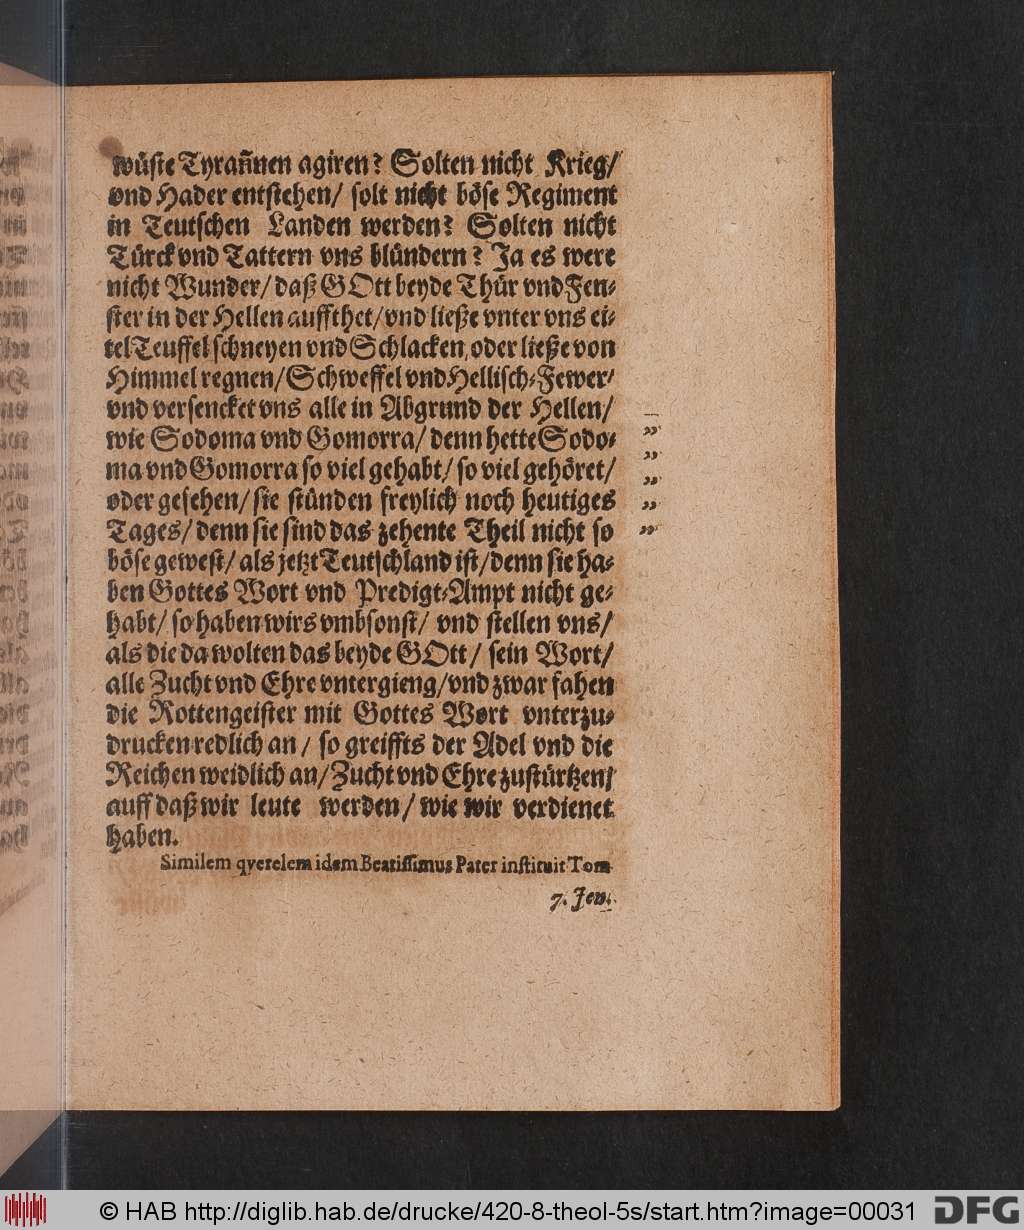 wüste Tyrañnen agiren? Solten nicht Krieg/
vnd Hader entstehen/ solt nicht böse Regiment
in Teutschen Landen werden? Solten nicht
Türck vnd Tattern vns blündern? Ja es were
nicht Wunder/ daß GOtt beyde Thür vnd Fen-
ster in der Hellen auffthet/ vnd ließe vnter vns ei-
tel Teuffel schneyen vnd Schlacken, oder ließe von
Himmel regnen/ Schweffel vnd Hellisch-Fewer/
vnd versencket vns alle in Abgrund der Hellen/
wie Sodoma vnd Gomorra/ denn hette Sodo-
ma vnd Gomorra so viel gehabt/ so viel gehöret/
oder gesehen/ sie stünden freylich noch heutiges
Tages/ denn sie sind das zehente Theil nicht so
böse gewest/ als jetzt Teutschland ist/ denn sie ha-
ben Gottes Wort vnd Predigt-Ampt nicht ge-
habt/ so haben wirs vmbsonst/ vnd stellen vns/
als die da wolten das beyde GOtt/ sein Wort/
alle Zucht vnd Ehre vntergieng/ vnd zwar fahen
die Rottengeister mit Gottes Wort vnterzu-
drucken redlich an/ so greiffts der Adel vnd die
Reichen weidlich an/ Zucht vnd Ehre zustürtzen/
auff daß wir leute werden/ wie wir verdienet
haben.
Similem qverelem idem Beatissimus Pater instituit Tom
7. Jen.
© HAB http://diglib.hab.de/drucke/420-8-theol-5s/start.htm?image=00031
DFG